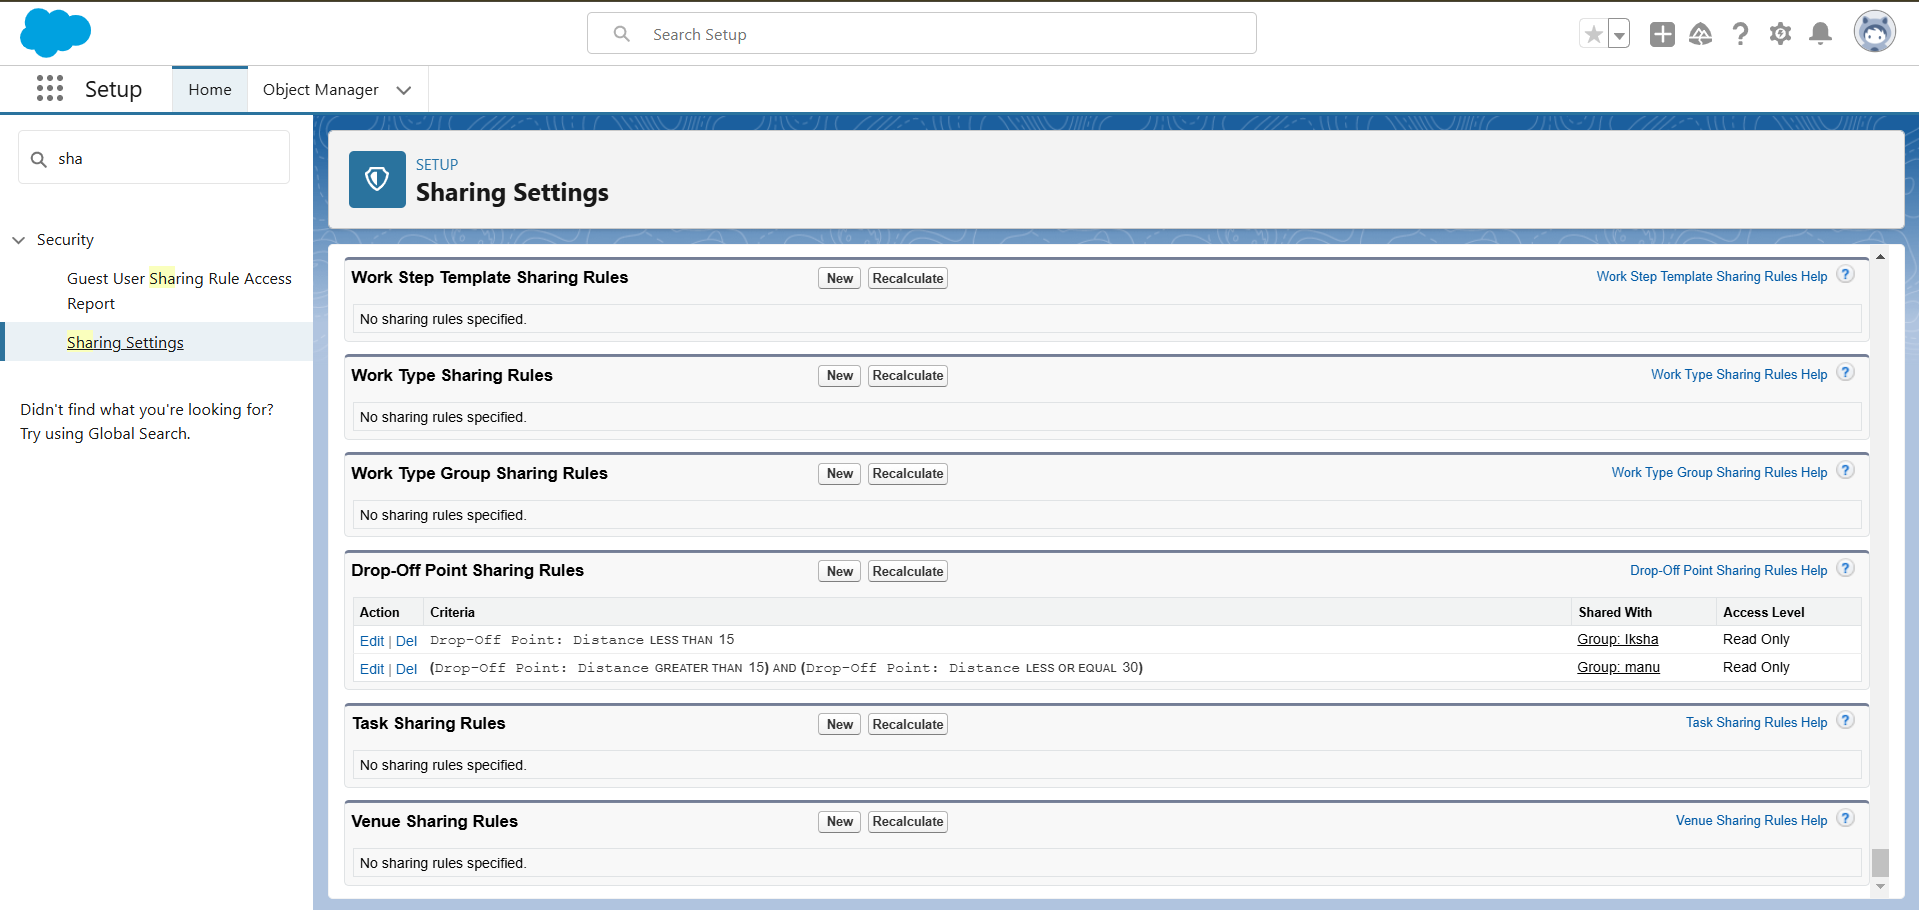 Search Setup
Setup
Home
Object Manager
sha
Security
Guest User Sharing Rule Access
Report
Sharing Settings
Didn't find what you're looking for?
Try using Global Search.
SETUP
Sharing Settings
Work Step Template Sharing Rules New Recalculate Work Step Template Sharing Rules Help ?
No sharing rules specified.
Work Type Sharing Rules New Recalculate Work Type Sharing Rules Help ?
No sharing rules specified.
Work Type Group Sharing Rules New Recalculate Work Type Group Sharing Rules Help ?
No sharing rules specified.
Drop-Off Point Sharing Rules New Recalculate Drop-Off Point Sharing Rules Help ?
Action Criteria Shared With Access Level
Edit | Del Drop-Off Point: Distance LESS THAN 15 Group: Iksha Read Only
Edit | Del (Drop-Off Point: Distance GREATER THAN 15) AND (Drop-Off Point: Distance LESS OR EQUAL 30) Group: manu Read Only
Task Sharing Rules New Recalculate Task Sharing Rules Help ?
No sharing rules specified.
Venue Sharing Rules New Recalculate Venue Sharing Rules Help ?
No sharing rules specified.